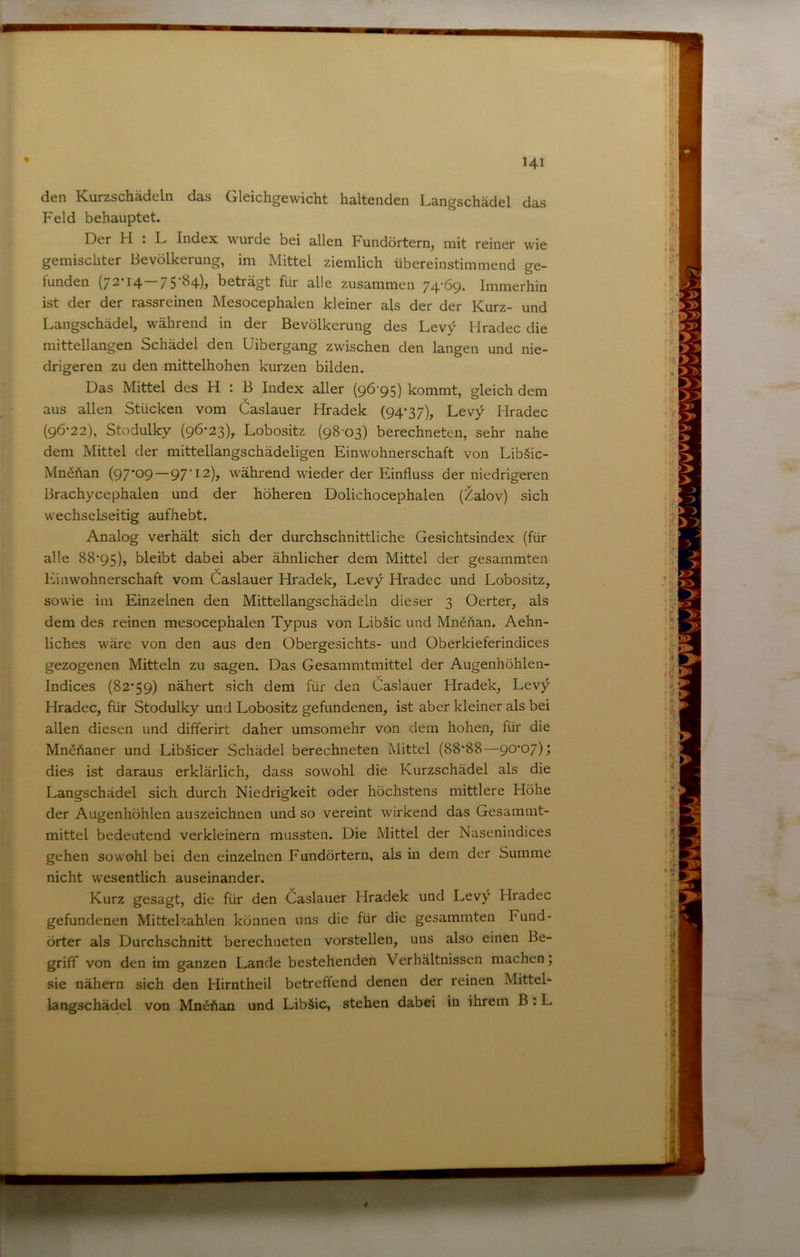 141
den Kurzschädeln das Gleichgewicht haltenden Langschädel das
Feld behauptet.
Der H : L Index wurde bei allen Fundörtern, mit reiner wie
gemischter Bevölkerung, im Mittel ziemlich übereinstimmend ge-
funden (72·14—75·84), beträgt für alle zusammen 74·69. Immerhin
ist der der rassreinen Mesocephalen kleiner als der der Kurz- und
Langschädel, während in der Bevölkerung des Levý Hradec die
mittellangen Schädel den Uibergang zwischen den langen und nie-
drigeren zu den mittelhohen kurzen bilden.
Das Mittel des H : B Index aller (96·95) kommt, gleich dem
aus allen Stücken vom Časlauer Hradek (94·37), Levý Hradec
(96·22), Stodulky (96·23), Lobositz (98·03) berechneten, sehr nahe
dem Mittel der mittellangschädeligen Einwohnerschaft von Libšic-
Mněňan (97·09—97·12), während wieder der Einfluss der niedrigeren
Brachycephalen und der höheren Dolichocephalen (Žalov) sich
wechselseitig aufhebt.
Analog verhält sich der durchschnittliche Gesichtsindex (für
alle 88·95), bleibt dabei aber ähnlicher dem Mittel der gesammten
Einwohnerschaft vom Časlauer Hradek, Levý Hradec und Lobositz,
sowie im Einzelnen den Mittellangschädeln dieser 3 Oerter, als
dem des reinen mesocephalen Typus von Libšic und Mněňan. Aehn-
liches wäre von den aus den Obergesichts- und Oberkieferindices
gezogenen Mitteln zu sagen. Das Gesammtmittel der Augenhöhlen-
Indices (82·59) nähert sich dem für den Časlauer Hradek, Levý
Hradec, für Stodulky und Lobositz gefundenen, ist aber kleiner als bei
allen diesen und differirt daher umsomehr von dem hohen, für die
Mněňaner und Libšicer Schädel berechneten Mittel (88·88—90·07);
dies ist daraus erklärlich, dass sowohl die Kurzschädel als die
Langschädel sich durch Niedrigkeit oder höchstens mittlere Höhe
der Augenhöhlen auszeichnen und so vereint wirkend das Gesammt-
mittel bedeutend verkleinern mussten. Die Mittel der Nasenindices
gehen sowohl bei den einzelnen Fundörtern, als in dem der Summe
nicht wesentlich auseinander.
Kurz gesagt, die für den Časlauer Hradek und Levý Hradec
gefundenen Mittelzahlen können uns die für die gesammten Fund-
örter als Durchschnitt berechneten vorstellen, uns also einen Be-
griff von den im ganzen Lande bestehenden Verhältnissen machen;
sie nähern sich den Hirntheil betreffend denen der reinen Mittel-
langschädel von Mněňan und Libšic, stehen dabei in ihrem B : L